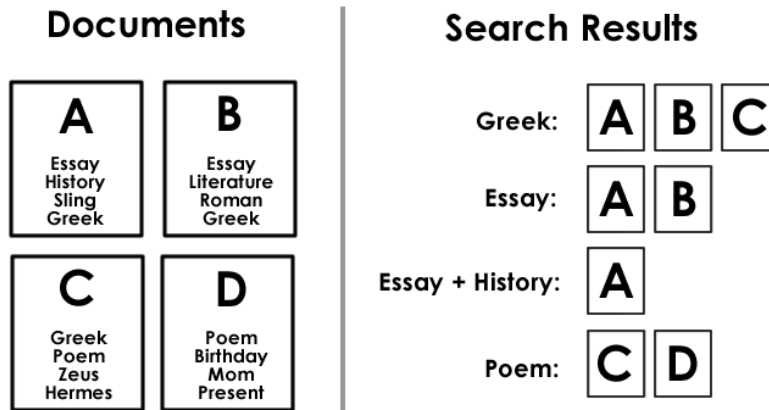 Documents
A
Essay
History
Sling
Greek
B
Essay
Literature
Roman
Greek
C
Greek
Poem
Zeus
Hermes
D
Poem
Birthday
Mom
Present
Search Results
Greek: A B C
Essay: A B
Essay + History: A
Poem: C D